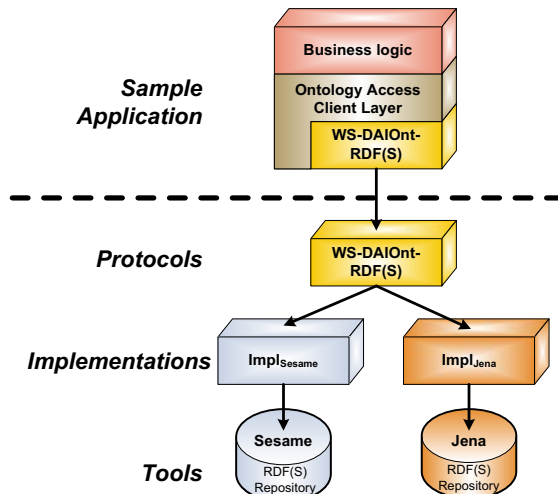 Business logic
Sample
Application
Ontology Access
Client Layer
WS-DAIOnt-
RDF(S)
Protocols
WS-DAIOnt-
RDF(S)
Implementations
ImplSesame
ImplJena
Tools
Sesame
RDF(S)
Repository
Jena
RDF(S)
Repository